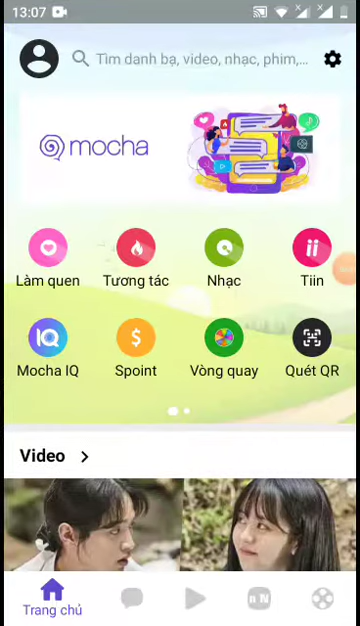 13:07
Tìm danh bạ, video, nhạc, phim,...
mocha
Làm quen
Tương tác
Nhạc
Tiin
Mocha IQ
Spoint
Vòng quay
Quét QR
Video
Trang chủ